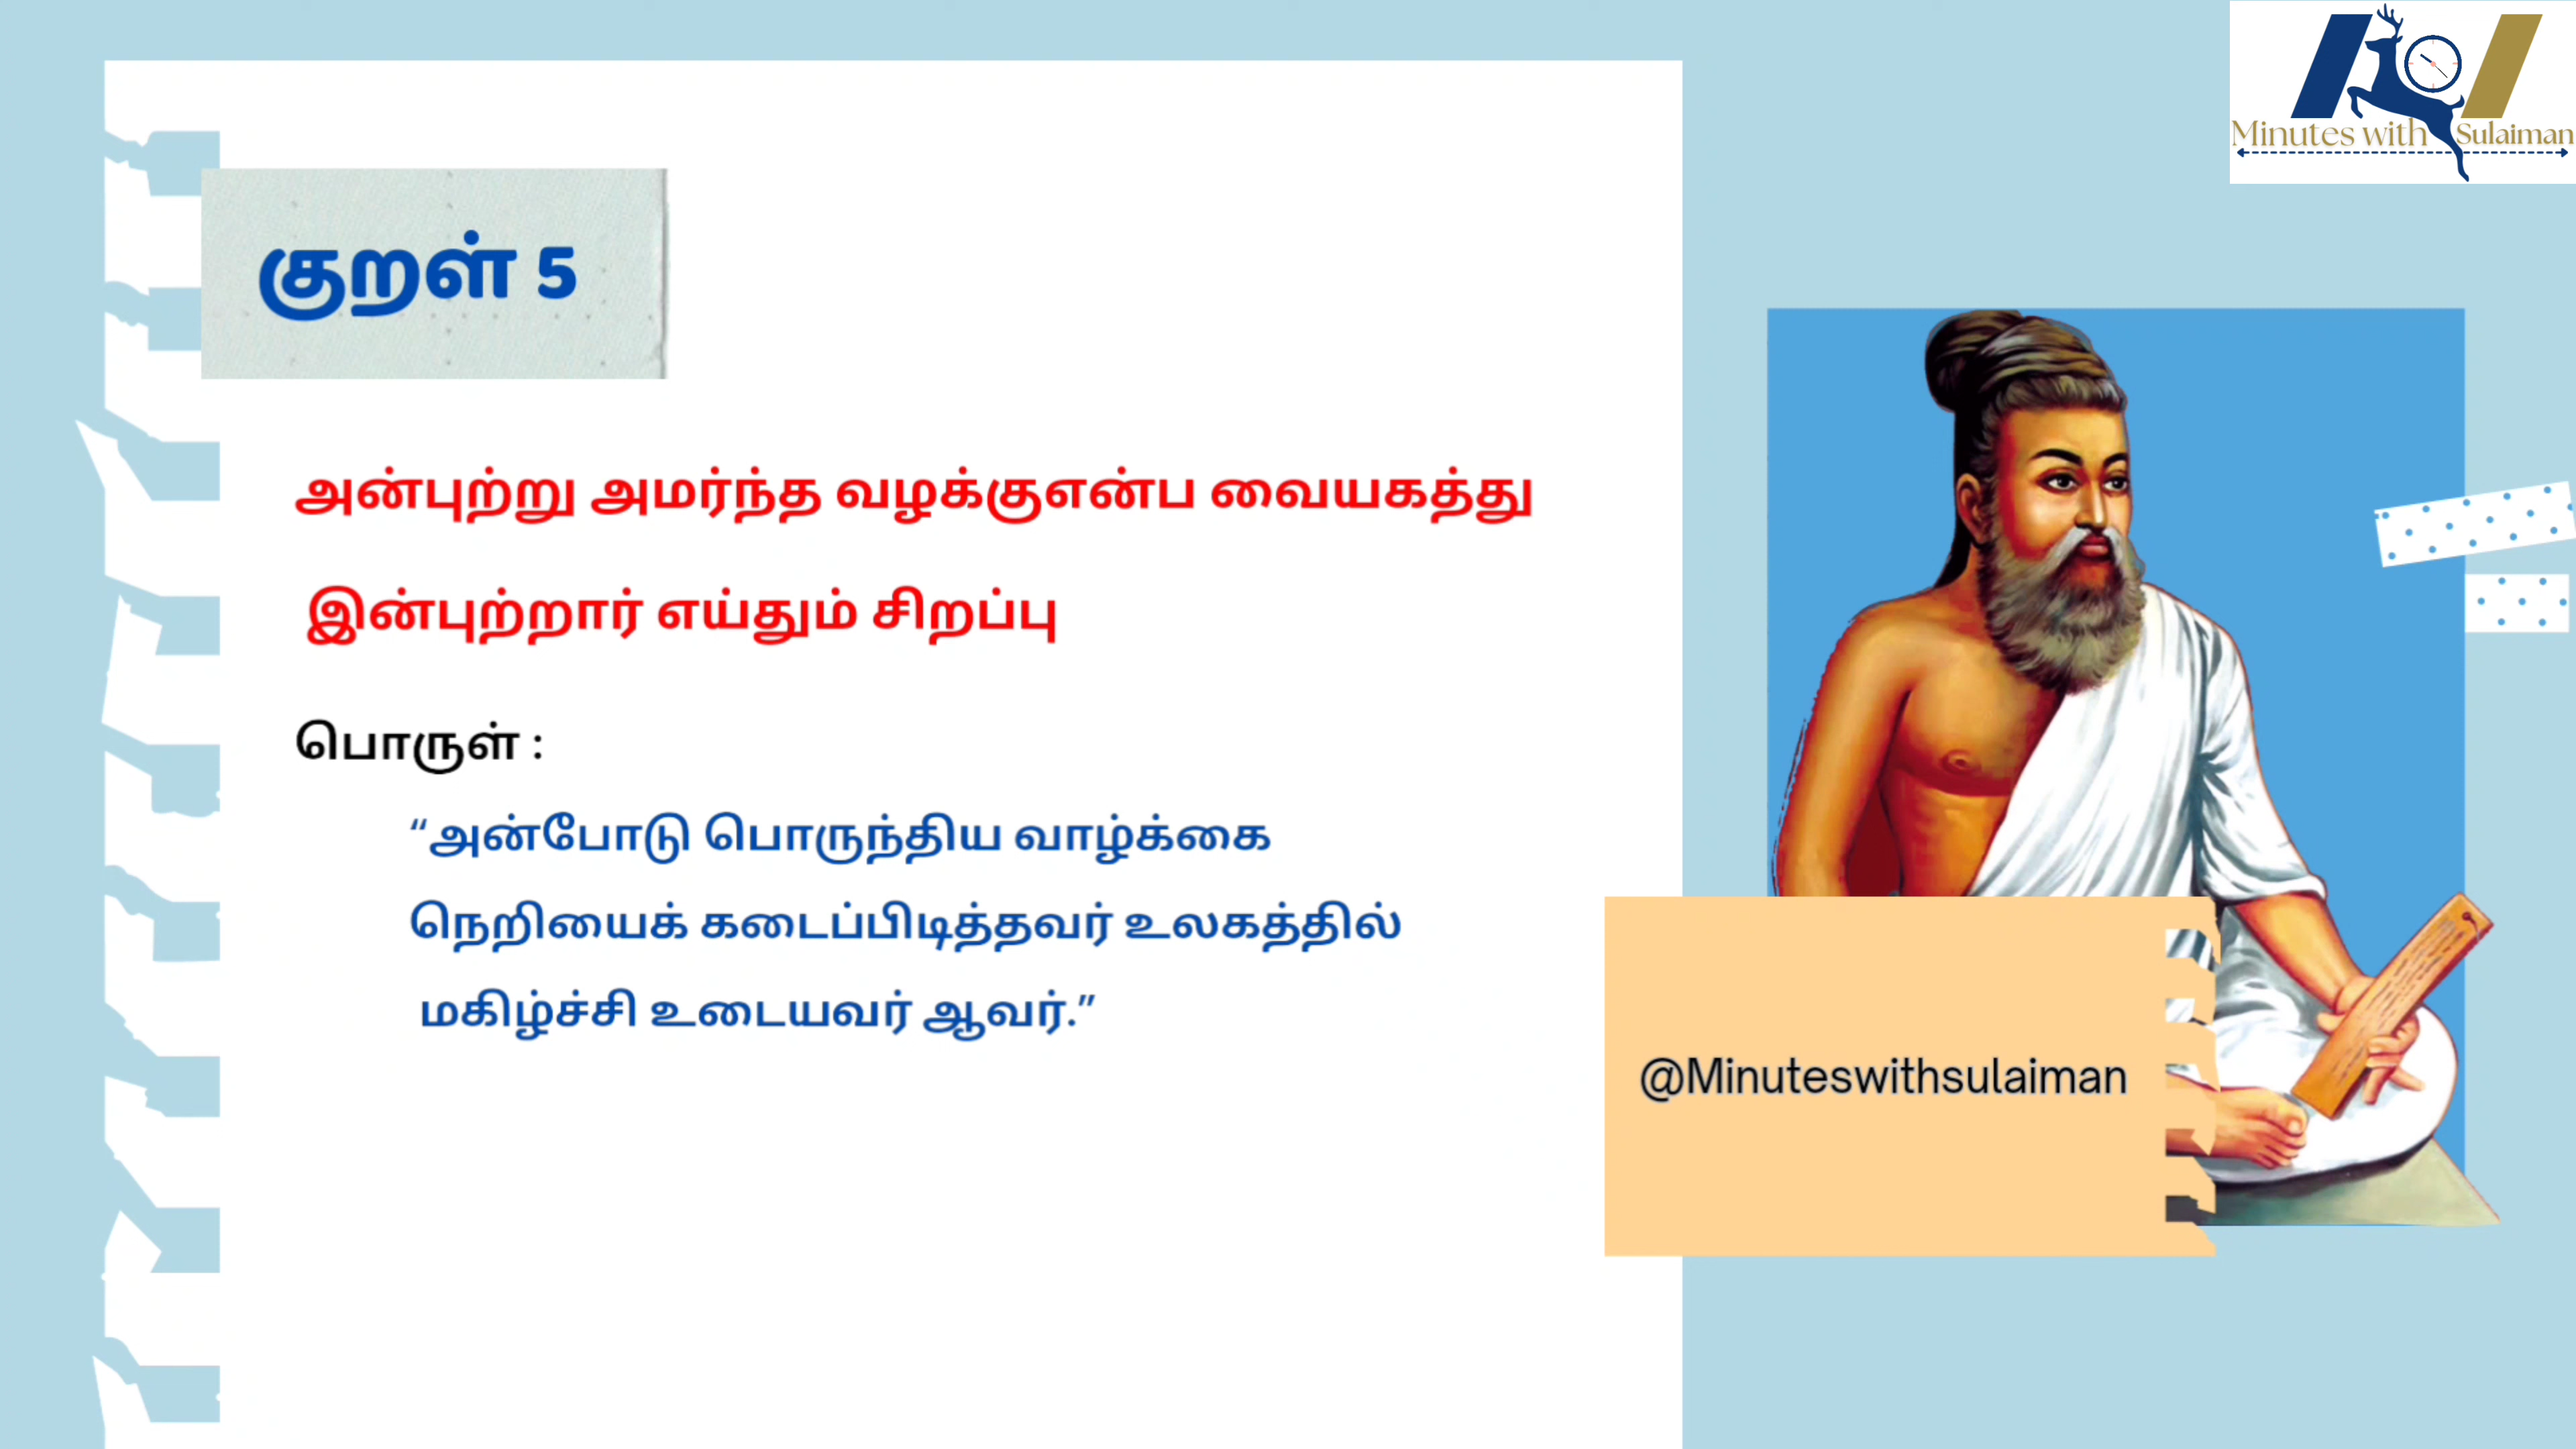 Minutes with Sulaiman
குறள் 5
அன்புற்று அமர்ந்த வழக்குஎன்ப வையகத்து
இன்புற்றார் எய்தும் சிறப்பு
பொருள் :
“அன்போடு பொருந்திய வாழ்க்கை
நெறியைக் கடைப்பிடித்தவர் உலகத்தில்
மகிழ்ச்சி உடையவர் ஆவர்.”
@Minuteswithsulaiman